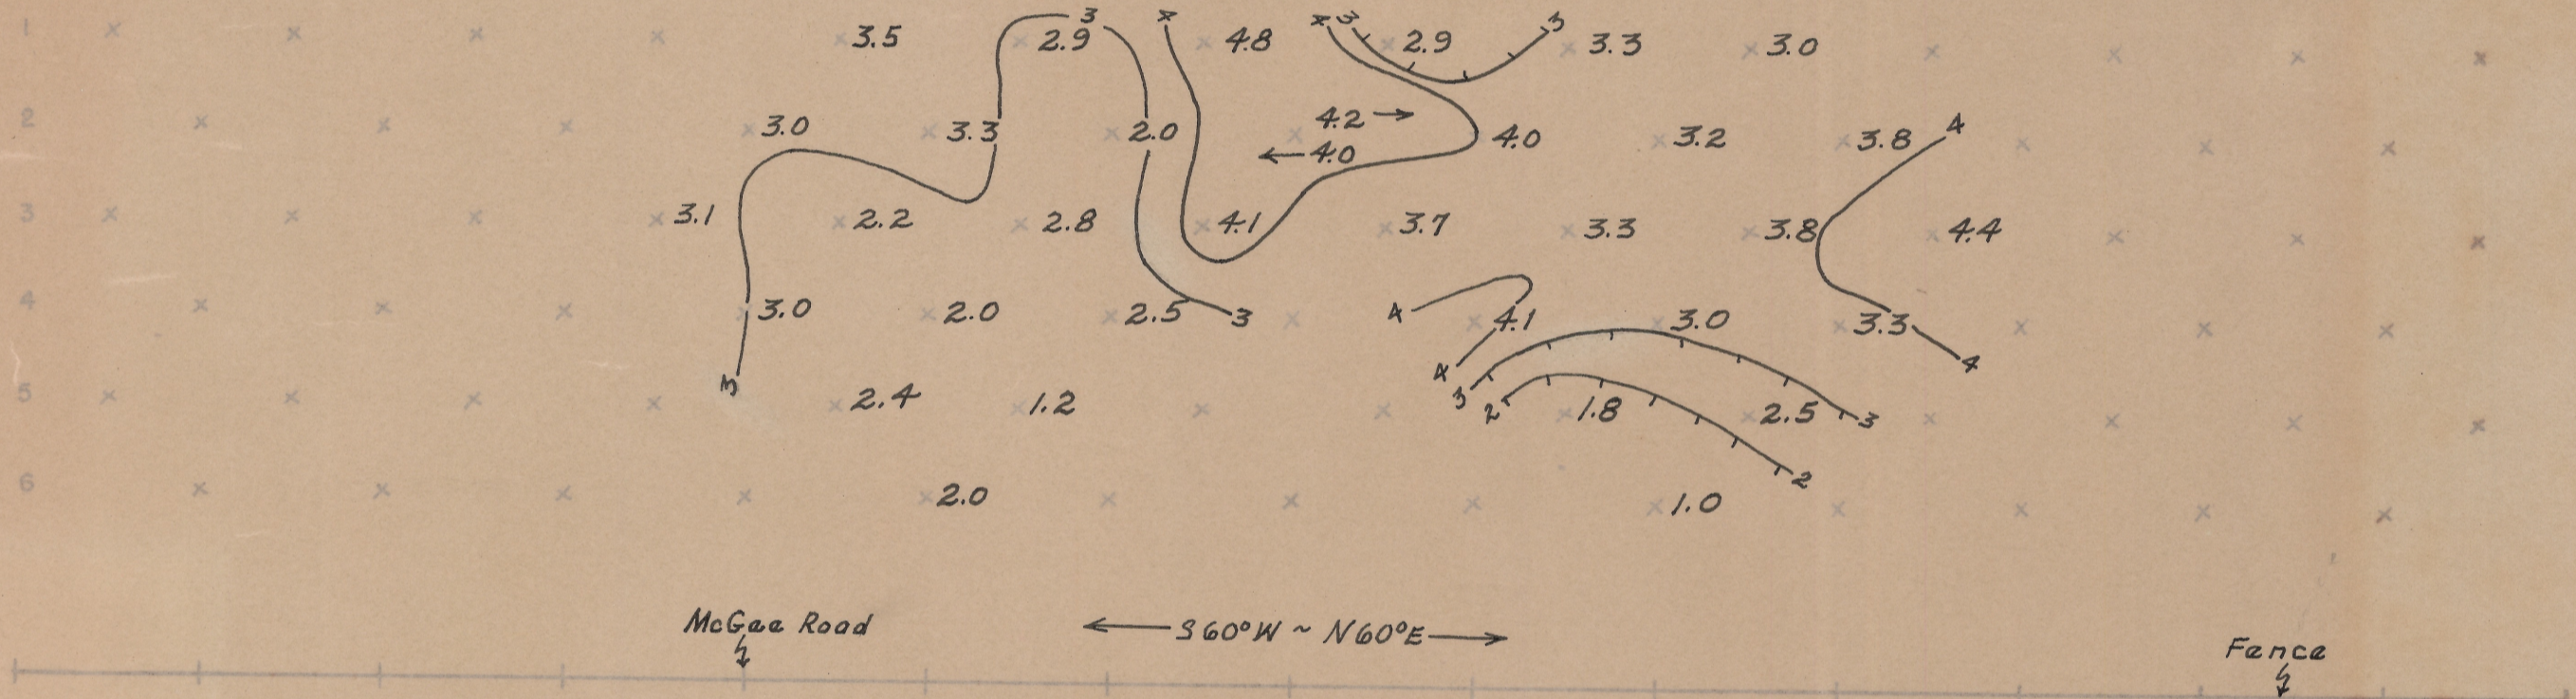 3 4 4 3 3
1 3.5 2.9 4.8 2.9 3.3 3.0
4.2 →
2 3.0 3.3 2.0 4.0 3.2 3.8 4
← 4.0
3 3.1 2.2 2.8 4.1 3.7 3.3 3.8 4.4
4 3.0 2.0 2.5 3 4 4.1 3.0 3.3
3 4 4
5 2.4 1.2 3 2 1.8 2.5 3
2
6 2.0 1.0
McGee Road ← S60°W ~ N60°E →
Fence